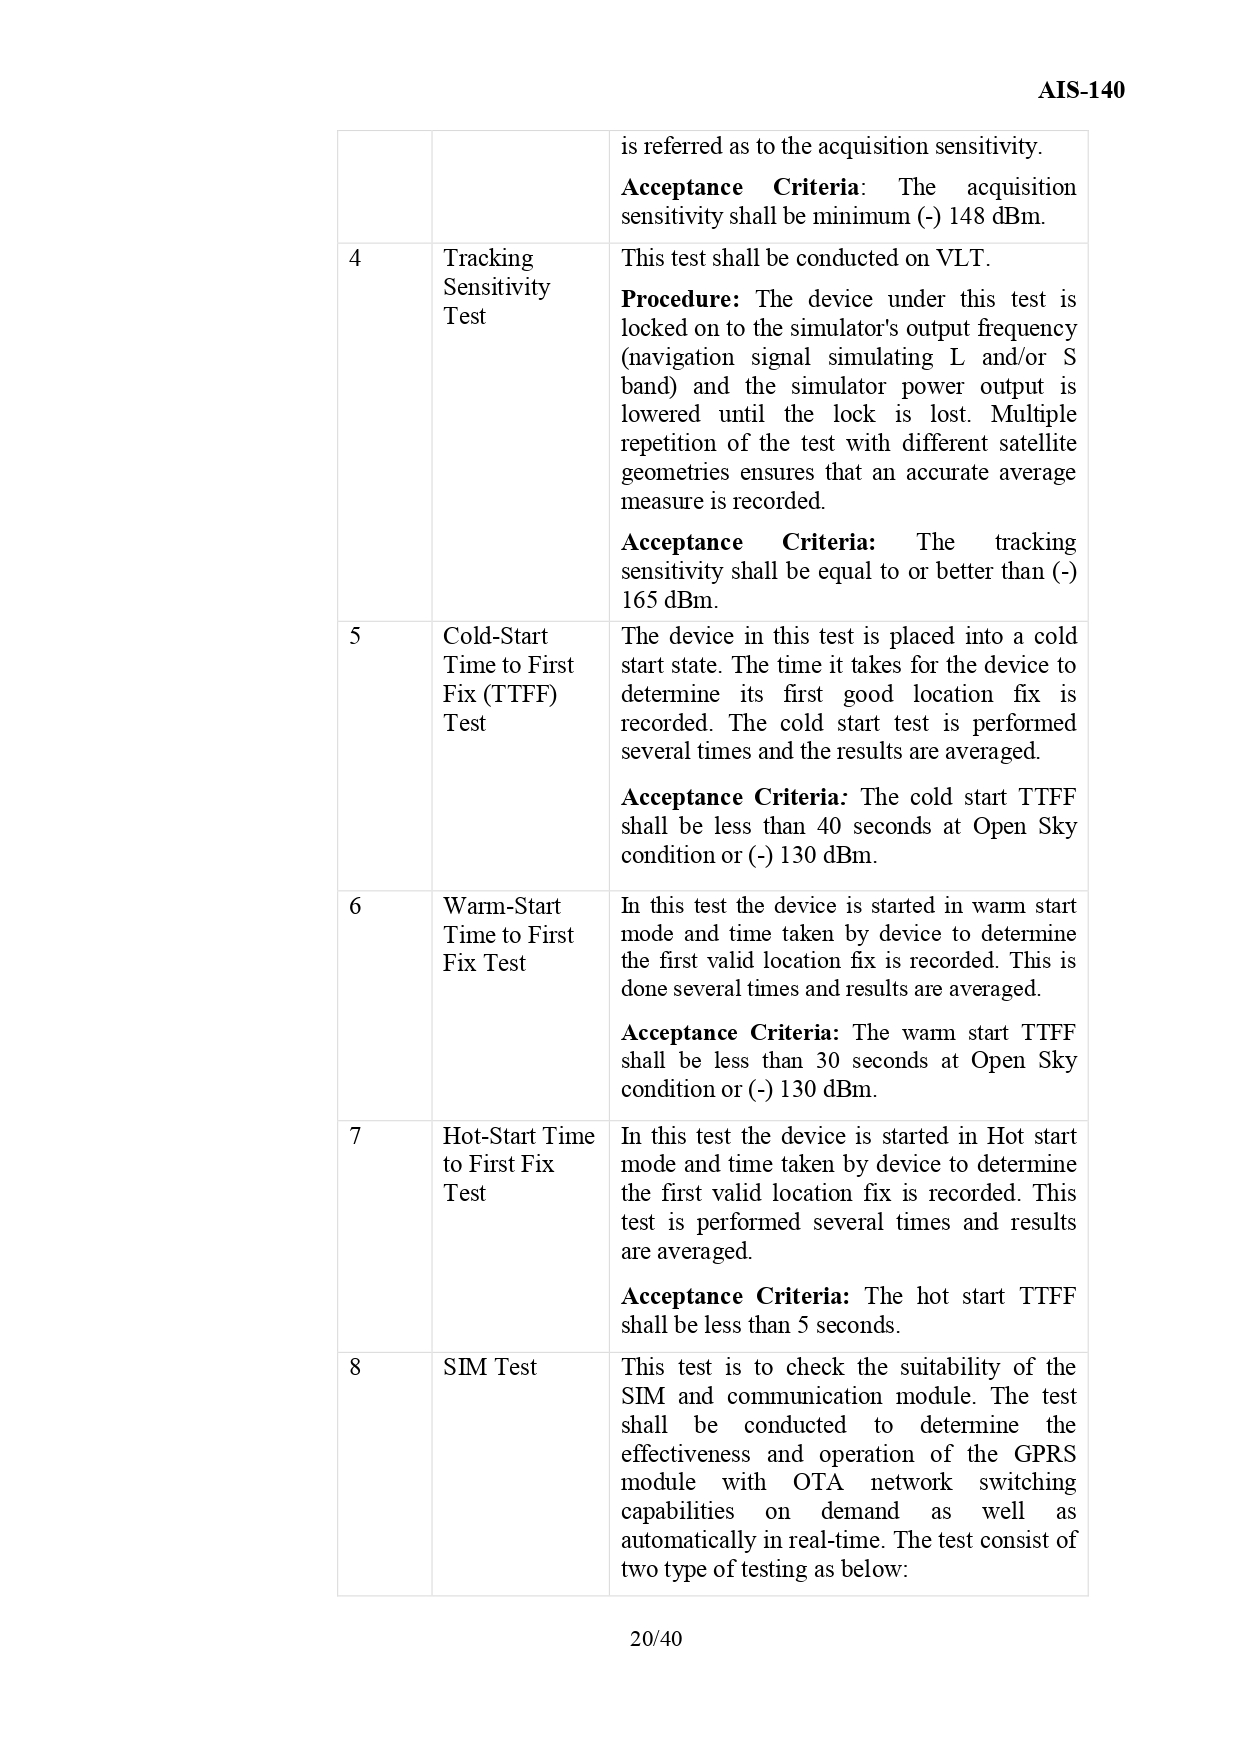 AIS-140
is referred as to the acquisition sensitivity.
Acceptance Criteria: The acquisition
sensitivity shall be minimum (-) 148 dBm.
4
Tracking
Sensitivity
Test
This test shall be conducted on VLT.
Procedure: The device under this test is
locked on to the simulator's output frequency
(navigation signal simulating L and/or S
band) and the simulator power output is
lowered until the lock is lost. Multiple
repetition of the test with different satellite
geometries ensures that an accurate average
measure is recorded.
Acceptance Criteria: The tracking
sensitivity shall be equal to or better than (-)
165 dBm.
5
Cold-Start
Time to First
Fix (TTFF)
Test
The device in this test is placed into a cold
start state. The time it takes for the device to
determine its first good location fix is
recorded. The cold start test is performed
several times and the results are averaged.
Acceptance Criteria: The cold start TTFF
shall be less than 40 seconds at Open Sky
condition or (-) 130 dBm.
6
Warm-Start
Time to First
Fix Test
In this test the device is started in warm start
mode and time taken by device to determine
the first valid location fix is recorded. This is
done several times and results are averaged.
Acceptance Criteria: The warm start TTFF
shall be less than 30 seconds at Open Sky
condition or (-) 130 dBm.
7
Hot-Start Time
to First Fix
Test
In this test the device is started in Hot start
mode and time taken by device to determine
the first valid location fix is recorded. This
test is performed several times and results
are averaged.
Acceptance Criteria: The hot start TTFF
shall be less than 5 seconds.
8
SIM Test
This test is to check the suitability of the
SIM and communication module. The test
shall be conducted to determine the
effectiveness and operation of the GPRS
module with OTA network switching
capabilities on demand as well as
automatically in real-time. The test consist of
two type of testing as below:
20/40